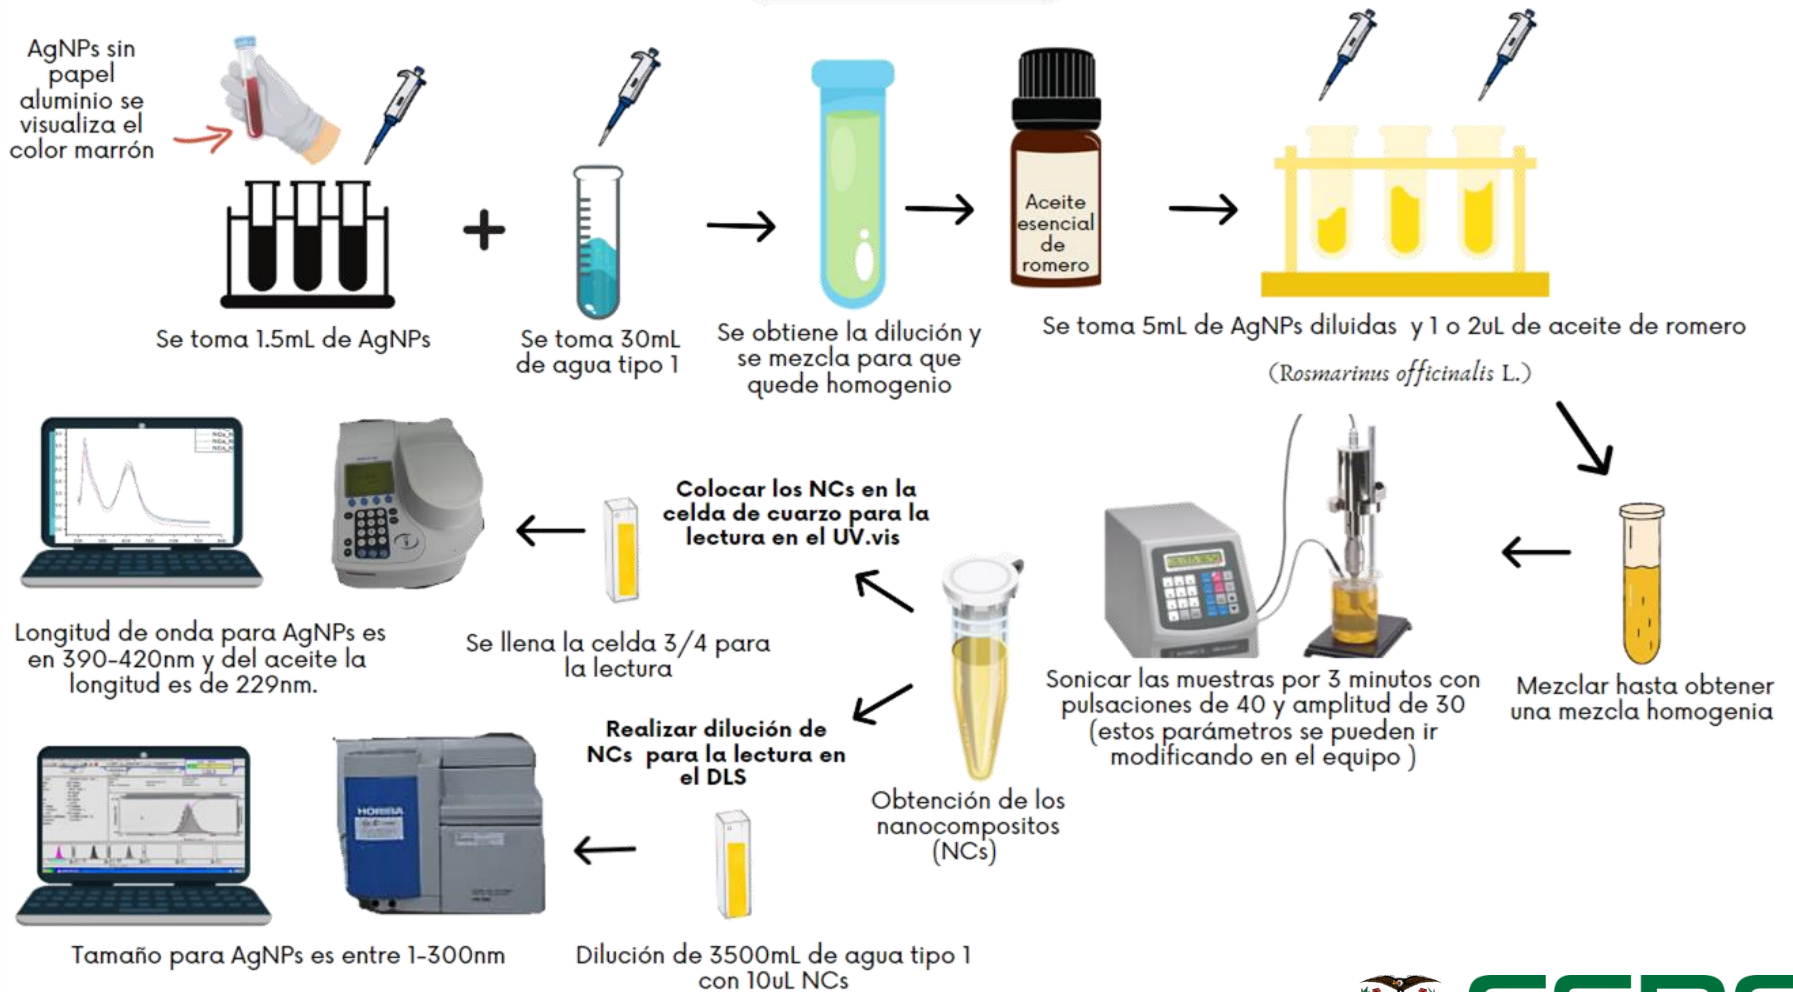 AgNPs sin
papel
aluminio se
visualiza el
color marrón
Se toma 1.5mL de AgNPs
Se toma 30mL
de agua tipo 1
Se obtiene la dilución y
se mezcla para que
quede homogenio
Aceite
esencial
de
romero
Se toma 5mL de AgNPs diluidas y 1 o 2uL de aceite de romero
(Rosmarinus officinalis L.)
Mezclar hasta obtener
una mezcla homogenia
Sonicar las muestras por 3 minutos con
pulsaciones de 40 y amplitud de 30
(estos parámetros se pueden ir
modificando en el equipo )
Obtención de los
nanocompositos
(NCs)
Colocar los NCs en la
celda de cuarzo para la
lectura en el UV.vis
Se llena la celda 3/4 para
la lectura
Longitud de onda para AgNPs es
en 390-420nm y del aceite la
longitud es de 229nm.
Realizar dilución de
NCs para la lectura en
el DLS
Dilución de 3500mL de agua tipo 1
con 10uL NCs
HORIBA
Tamaño para AgNPs es entre 1-300nm